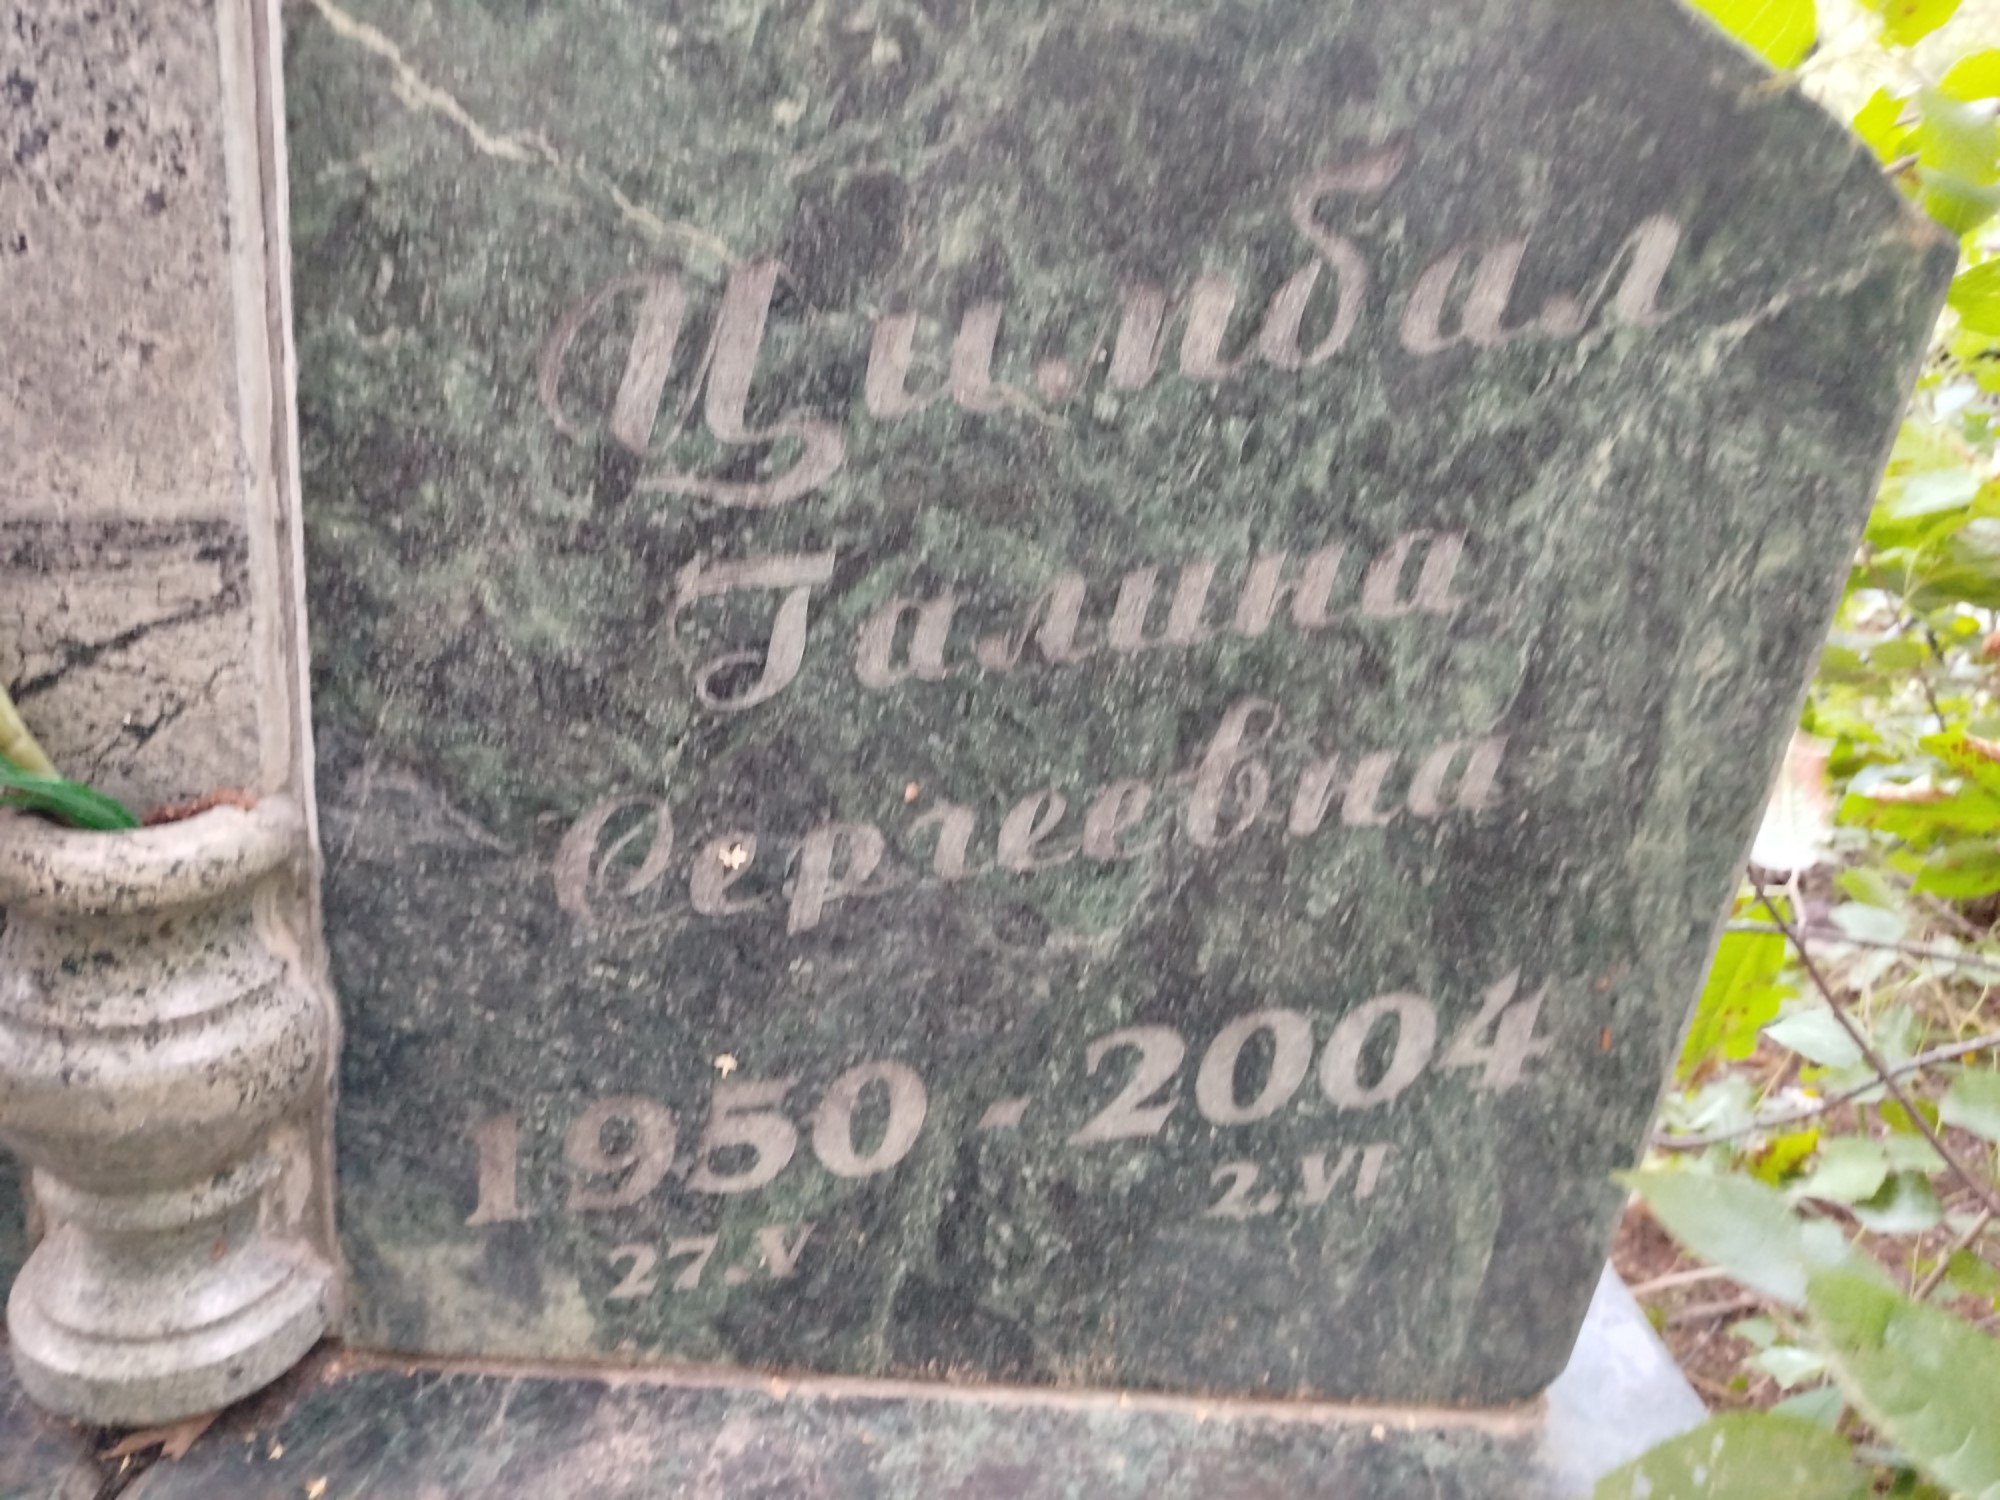 Цимбал
Галина
Сергеевна
1950 - 2004
27.V 2.VI